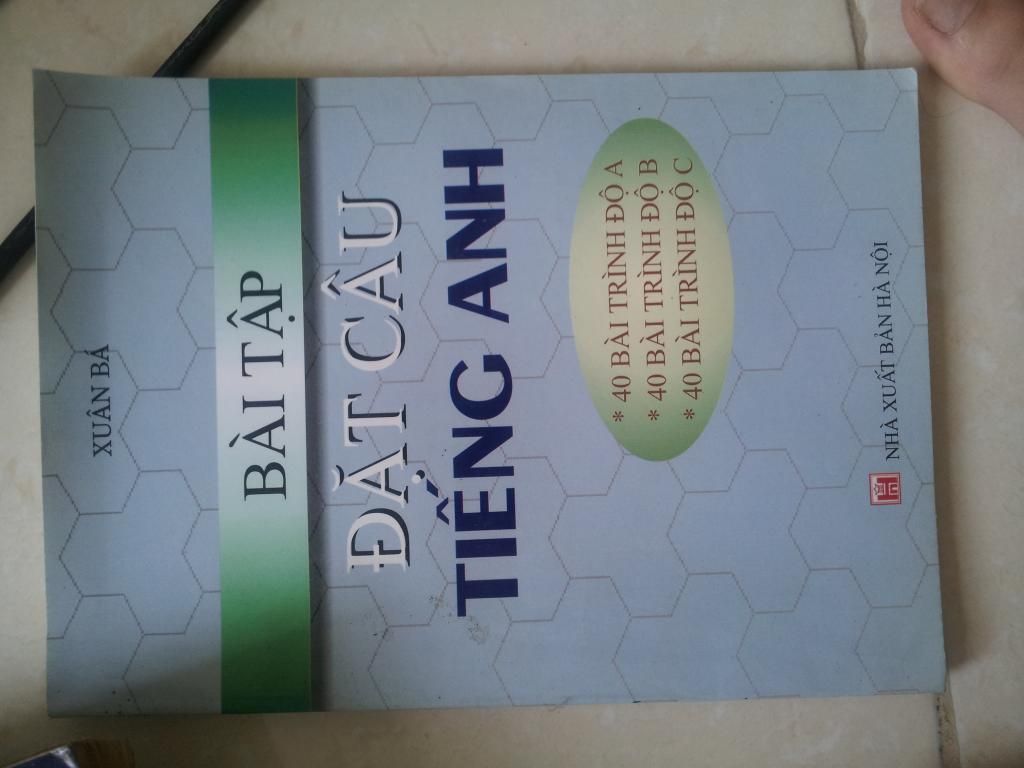 XUÂN BÁ
BÀI TẬP
ĐẶT CÂU
TIẾNG ANH
* 40 BÀI TRÌNH ĐỘ A
* 40 BÀI TRÌNH ĐỘ B
* 40 BÀI TRÌNH ĐỘ C
NHÀ XUẤT BẢN HÀ NỘI